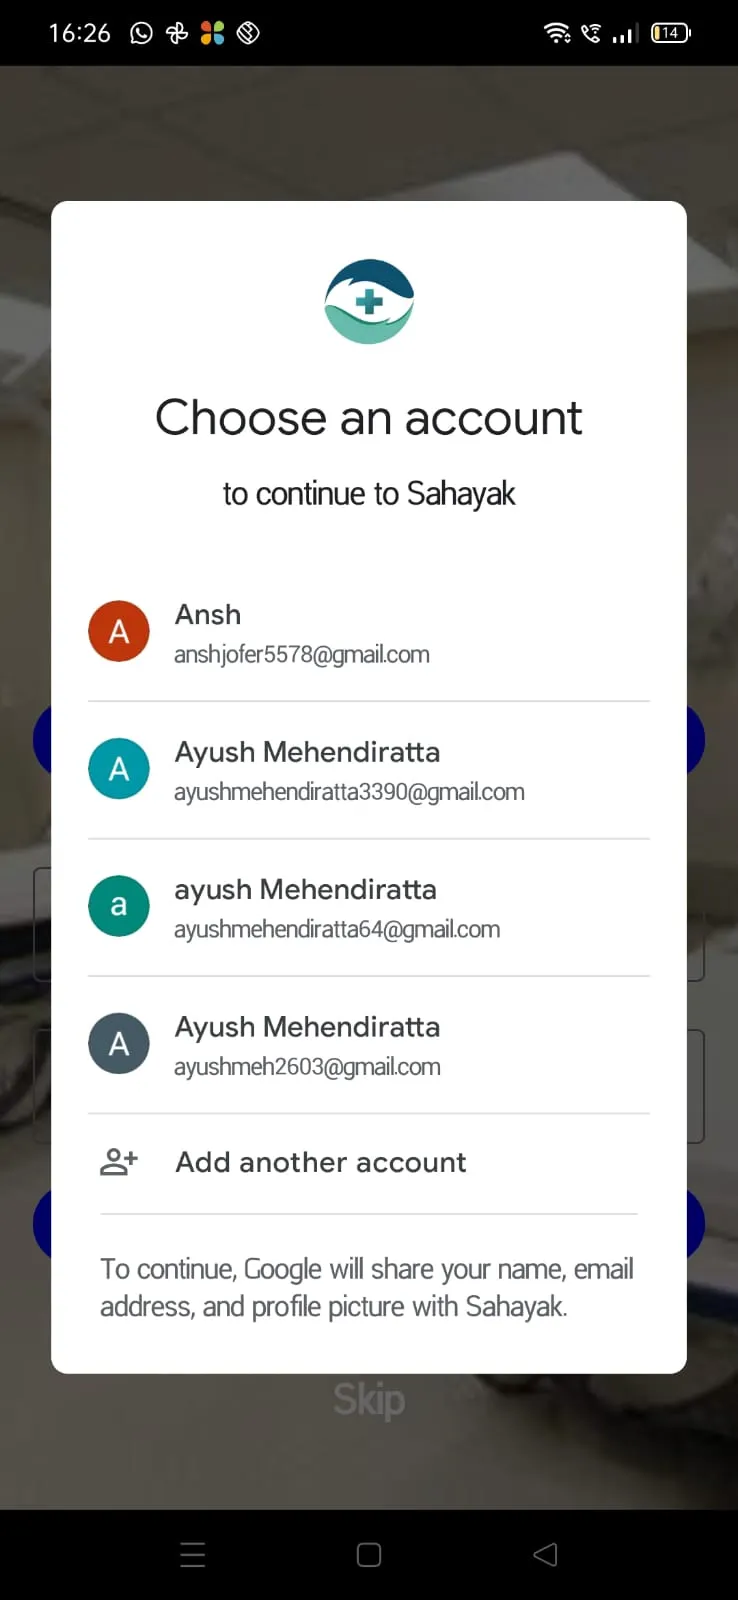 16:26
14
Choose an account
to continue to Sahayak
A
Ansh
anshjofer5578@gmail.com
A
Ayush Mehendiratta
ayushmehendiratta3390@gmail.com
a
ayush Mehendiratta
ayushmehendiratta64@gmail.com
A
Ayush Mehendiratta
ayushmeh2603@gmail.com
Add another account
To continue, Google will share your name, email
address, and profile picture with Sahayak.
Skip